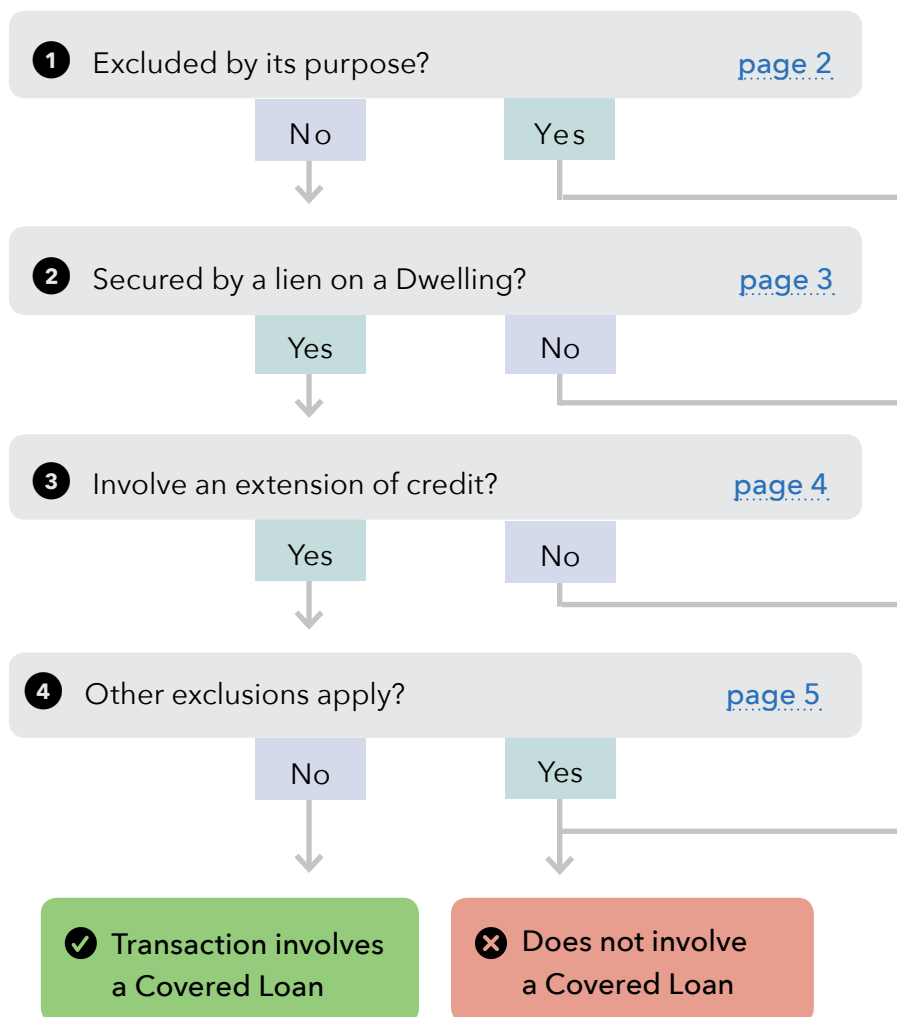 1 Excluded by its purpose? page 2
No Yes
2 Secured by a lien on a Dwelling? page 3
Yes No
3 Involve an extension of credit? page 4
Yes No
4 Other exclusions apply? page 5
No Yes
Transaction involves
a Covered Loan
Does not involve
a Covered Loan